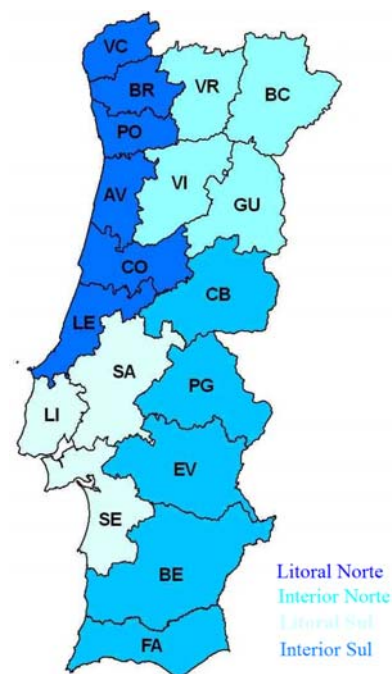 VC
BR
VR
BC
PO
AV
VI
GU
CO
CB
LE
SA
PG
LI
EV
SE
BE
FA
Litoral Norte
Interior Norte
Litoral Sul
Interior Sul